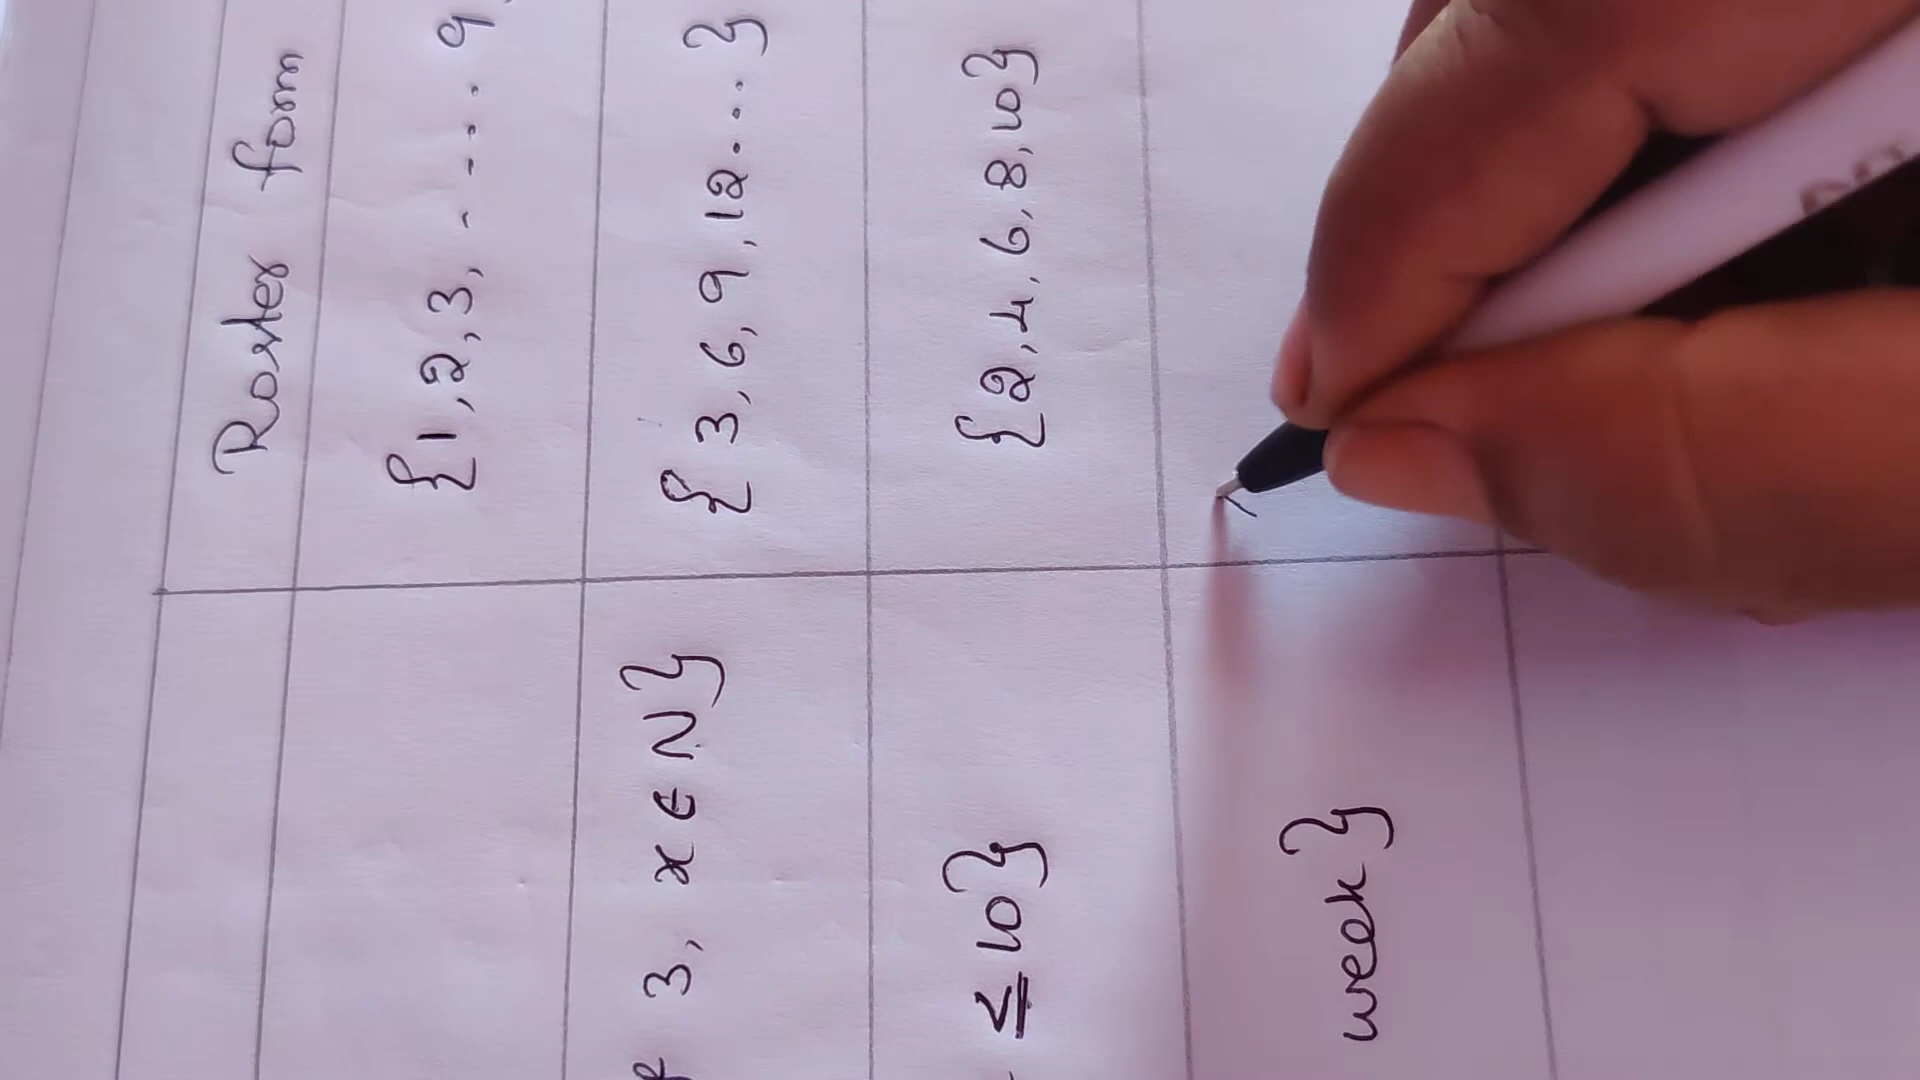 Roster form
{1,2,3, ----. 9
3, x ∈ N} {3,6,9,12....}
≤ 10} {2,4,6,8,10}
week}